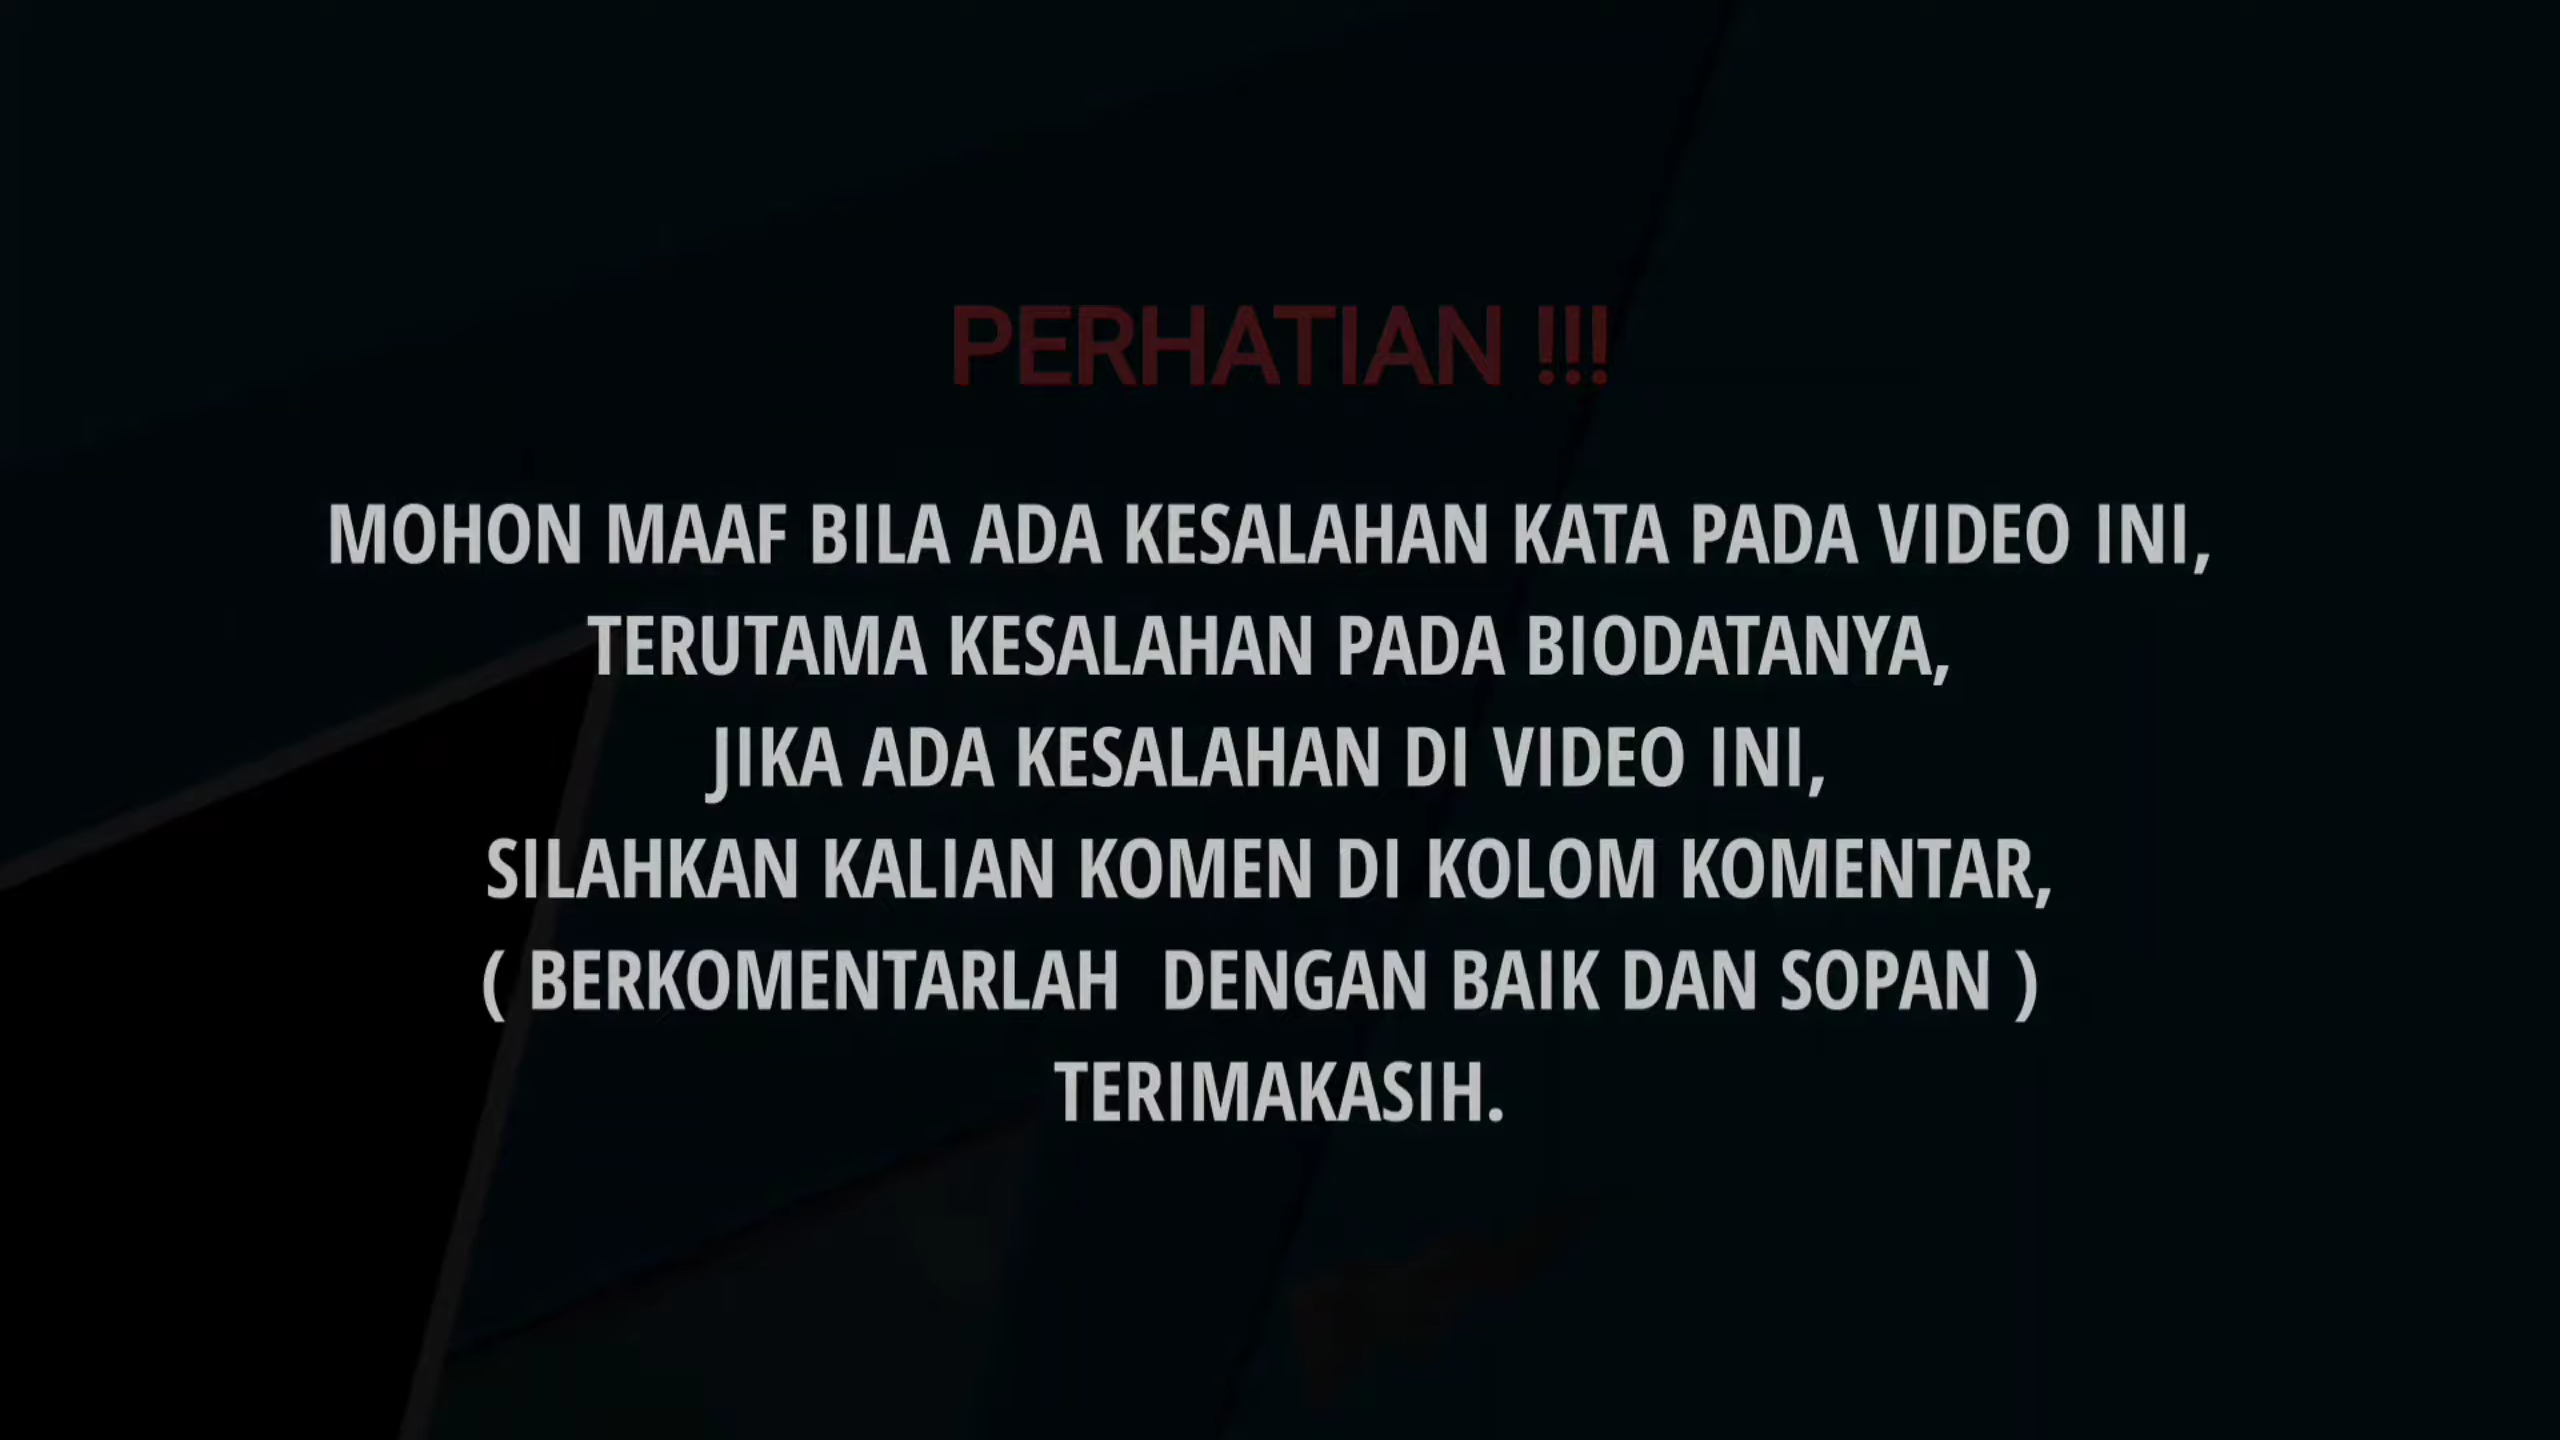 PERHATIAN !!!
MOHON MAAF BILA ADA KESALAHAN KATA PADA VIDEO INI,
TERUTAMA KESALAHAN PADA BIODATANYA,
JIKA ADA KESALAHAN DI VIDEO INI,
SILAHKAN KALIAN KOMEN DI KOLOM KOMENTAR,
( BERKOMENTARLAH  DENGAN BAIK DAN SOPAN )
TERIMAKASIH.